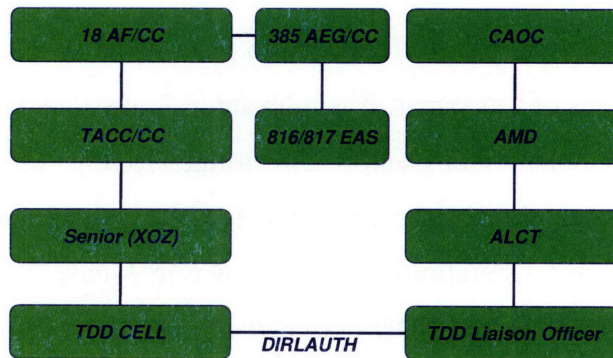 18 AF/CC
385 AEG/CC
CAOC
TACC/CC
816/817 EAS
AMD
Senior (XOZ)
ALCT
TDD CELL
DIRLAUTH
TDD Liaison Officer